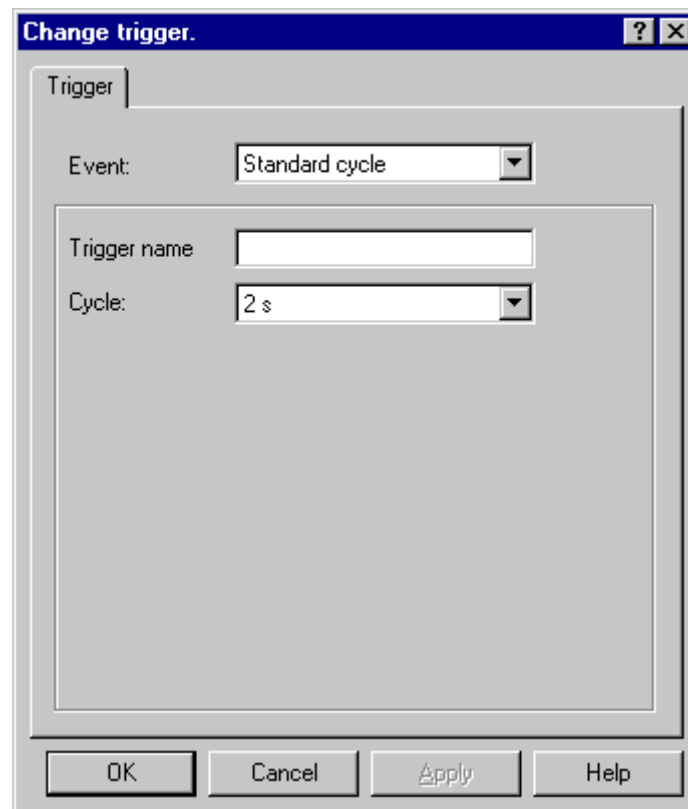 Change trigger.
Trigger
Event: Standard cycle
Trigger name
Cycle: 2 s
OK Cancel Apply Help